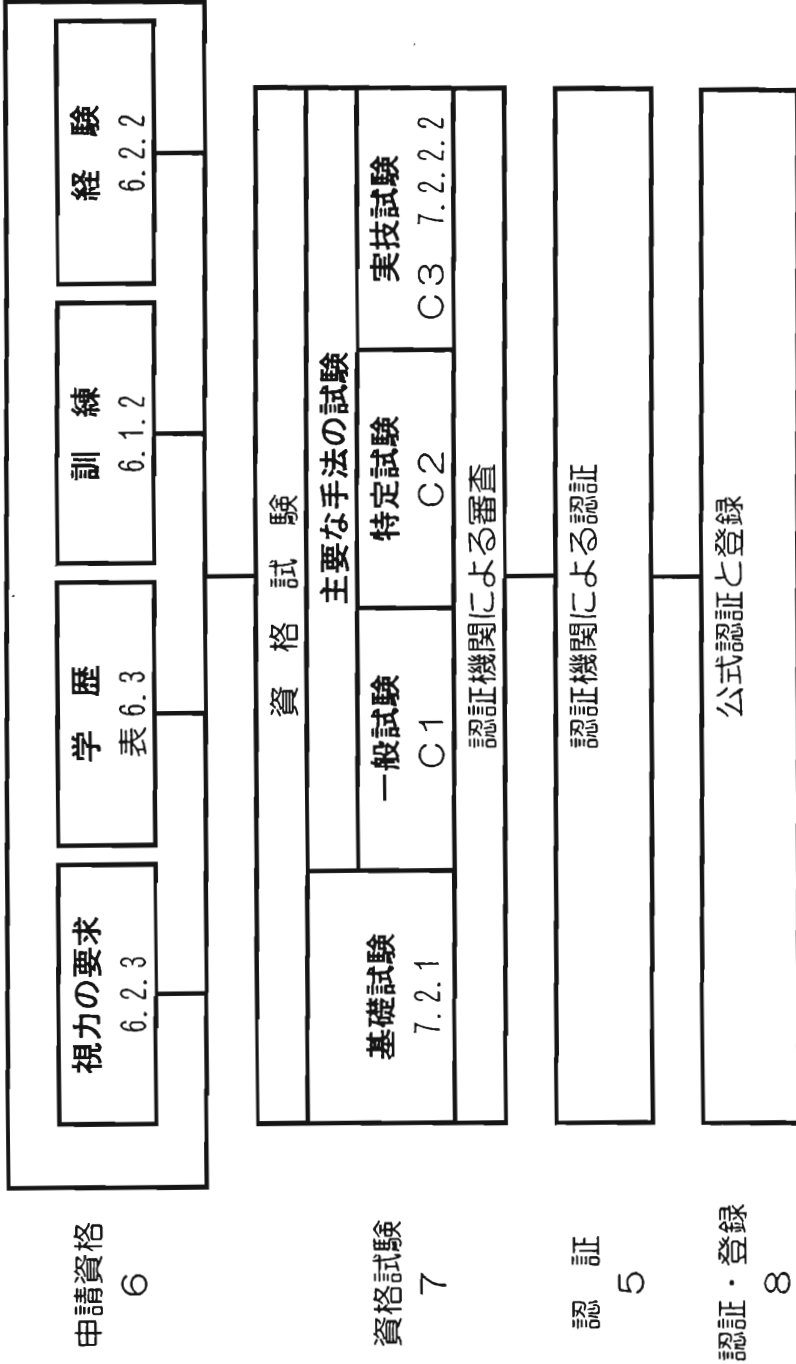 申請資格
6
視力の要求
6.2.3
学 歴
表6.3
訓 練
6.1.2
経 験
6.2.2
資格試験
7
資 格 試 験
基礎試験
7.2.1
主要な手法の試験
一般試験
C1
特定試験
C2
実技試験
C3 7.2.2.2
認証機関による審査
認 証
5
認証機関による認証
認証・登録
8
公式認証と登録